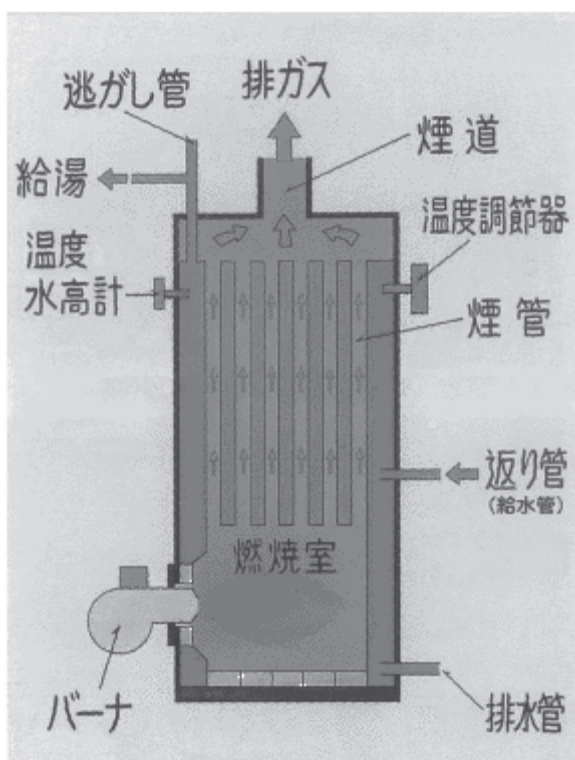 排ガス
逃がし管
煙道
給湯
温度調節器
温度
水高計
煙管
返り管
(給水管)
燃焼室
バーナ
排水管